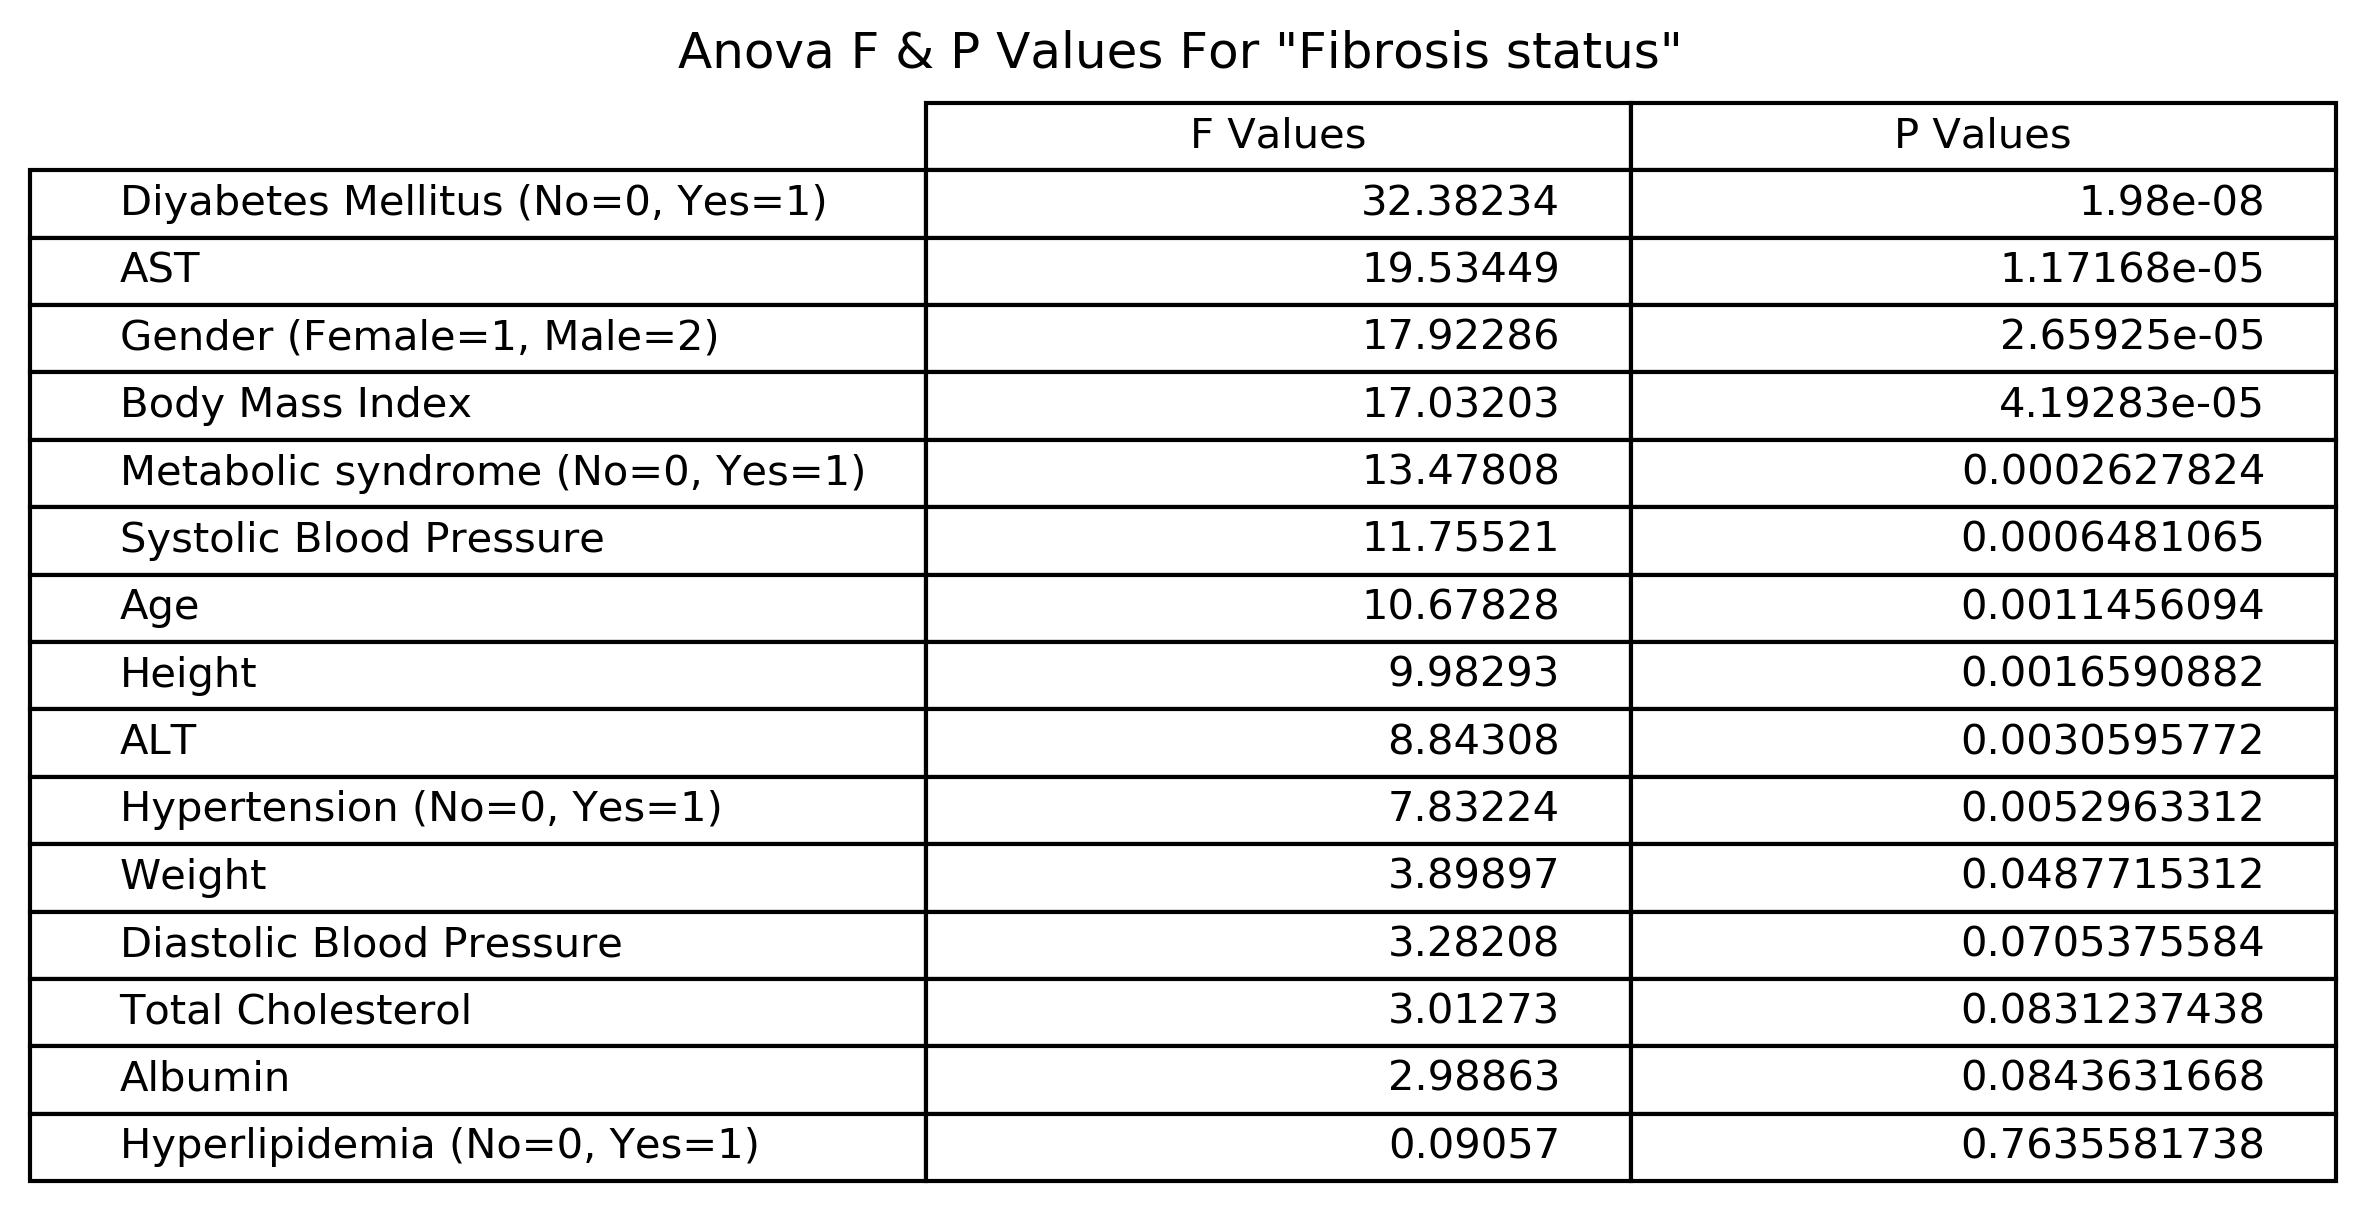 Anova F & P Values For "Fibrosis status"
F Values P Values
Diyabetes Mellitus (No=0, Yes=1) 32.38234 1.98e-08
AST 19.53449 1.17168e-05
Gender (Female=1, Male=2) 17.92286 2.65925e-05
Body Mass Index 17.03203 4.19283e-05
Metabolic syndrome (No=0, Yes=1) 13.47808 0.0002627824
Systolic Blood Pressure 11.75521 0.0006481065
Age 10.67828 0.0011456094
Height 9.98293 0.0016590882
ALT 8.84308 0.0030595772
Hypertension (No=0, Yes=1) 7.83224 0.0052963312
Weight 3.89897 0.0487715312
Diastolic Blood Pressure 3.28208 0.0705375584
Total Cholesterol 3.01273 0.0831237438
Albumin 2.98863 0.0843631668
Hyperlipidemia (No=0, Yes=1) 0.09057 0.7635581738